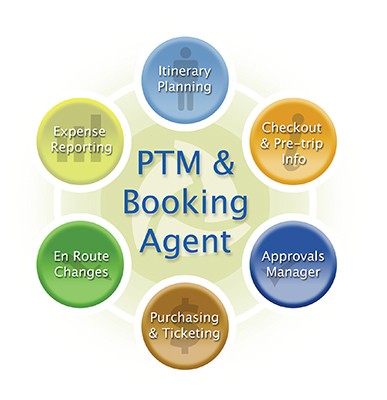 Itinerary
Planning
Checkout
& Pre-trip
Info
Approvals
Manager
Purchasing
& Ticketing
En Route
Changes
Expense
Reporting
PTM &
Booking
Agent